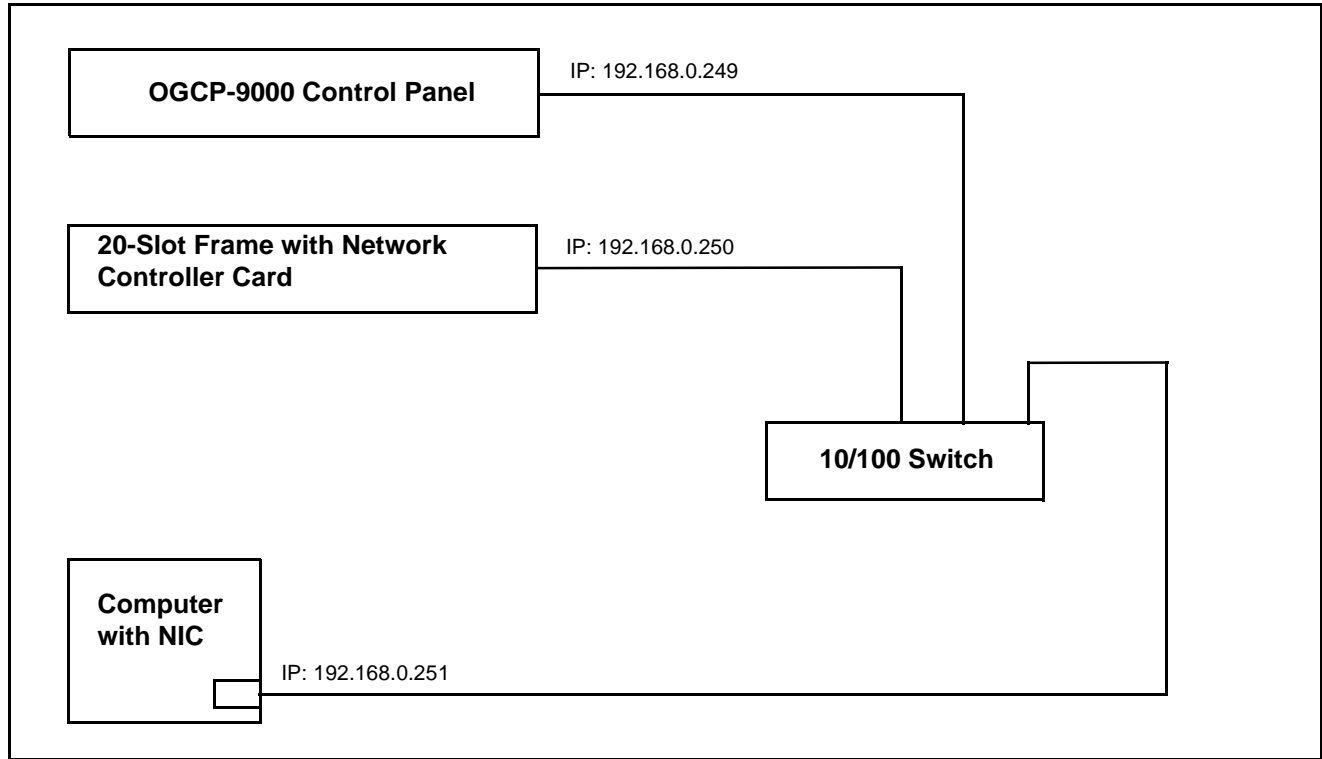 OGCP-9000 Control Panel
IP: 192.168.0.249
20-Slot Frame with Network
Controller Card
IP: 192.168.0.250
10/100 Switch
Computer
with NIC
IP: 192.168.0.251